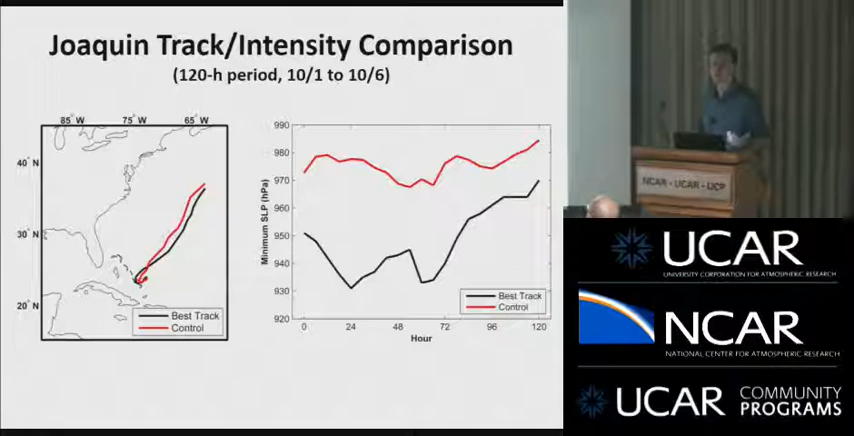 Joaquin Track/Intensity Comparison
(120-h period, 10/1 to 10/6)
85° W 75° W 65° W
40° N
30° N
20° N
Best Track
Control
Minimum SLP (hPa)
990
980
970
960
950
940
930
920
0 24 48 72 96 120
Hour
Best Track
Control
NCAR - UCAR - UCP
UCAR
UNIVERSITY CORPORATION FOR ATMOSPHERIC RESEARCH
NCAR
NATIONAL CENTER FOR ATMOSPHERIC RESEARCH
UCAR COMMUNITY
PROGRAMS